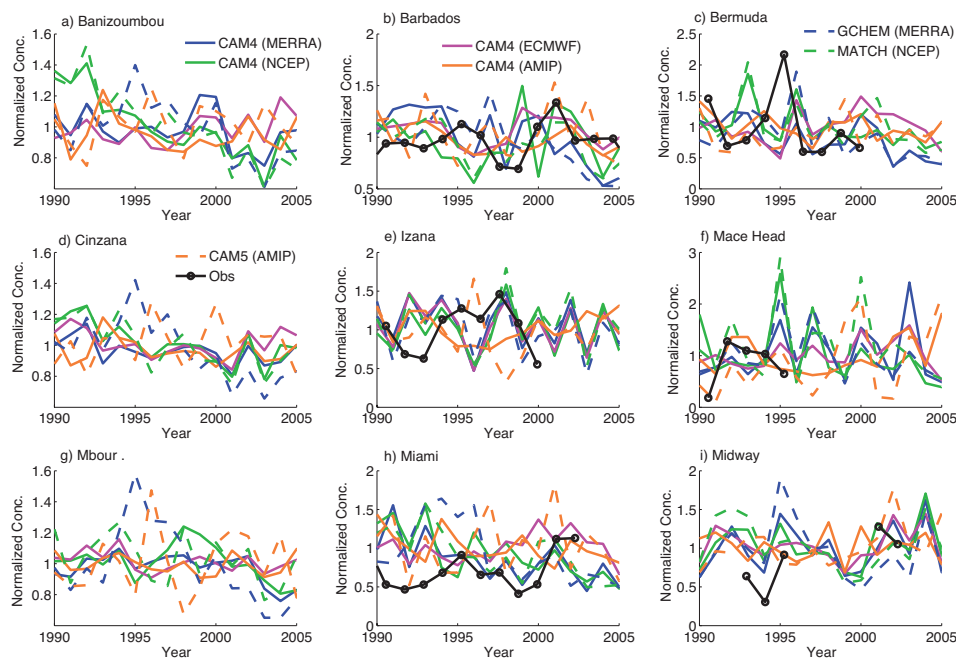 a) Banizoumbou
b) Barbados
c) Bermuda
1.6
1.4
1.2
1
0.8
Normalized Conc.
CAM4 (MERRA)
CAM4 (NCEP)
1990
1995
2000
2005
Year
2
1.5
1
0.5
Normalized Conc.
CAM4 (ECMWF)
CAM4 (AMIP)
1990
1995
2000
2005
Year
2.5
2
1.5
1
0.5
0
Normalized Conc.
GCHEM (MERRA)
MATCH (NCEP)
1990
1995
2000
2005
Year
d) Cinzana
e) Izana
f) Mace Head
1.6
1.4
1.2
1
0.8
Normalized Conc.
CAM5 (AMIP)
Obs
1990
1995
2000
2005
Year
2
1.5
1
0.5
0
Normalized Conc.
1990
1995
2000
2005
Year
3
2
1
0
Normalized Conc.
1990
1995
2000
2005
Year
g) Mbour .
h) Miami
i) Midway
1.6
1.4
1.2
1
0.8
Normalized Conc.
1990
1995
2000
2005
Year
2
1.5
1
0.5
0
Normalized Conc.
1990
1995
2000
2005
Year
2
1.5
1
0.5
0
Normalized Conc.
1990
1995
2000
2005
Year